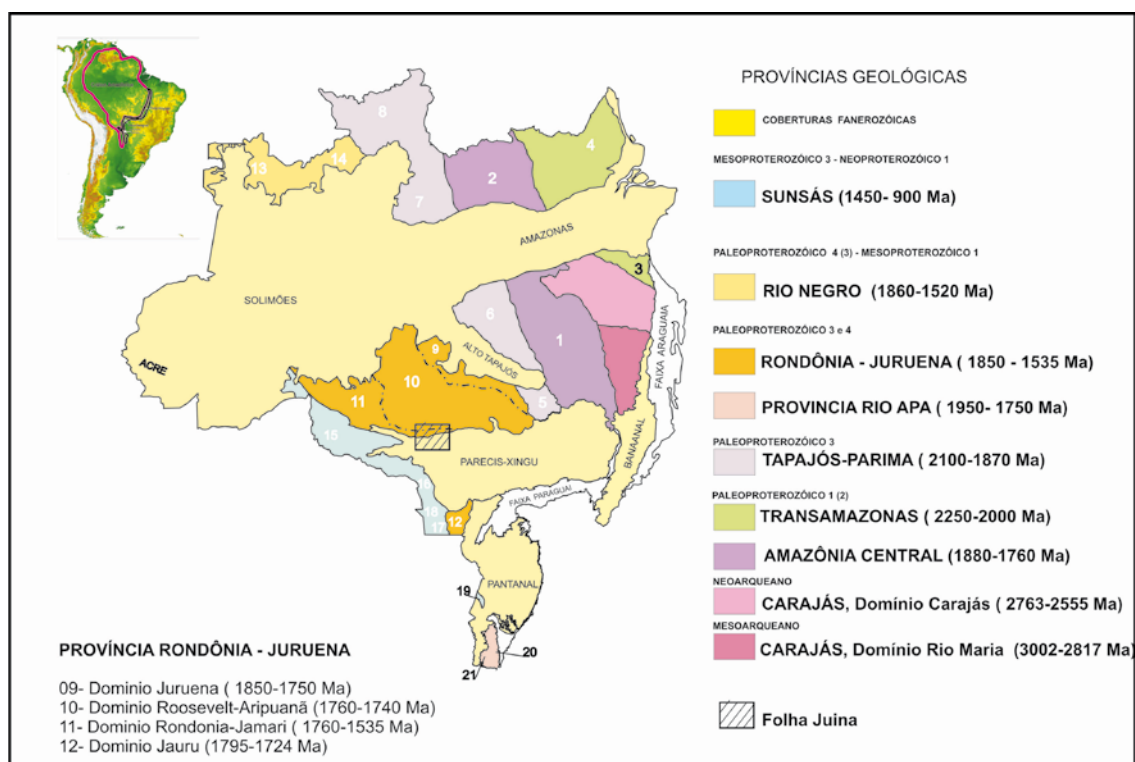 PROVÍNCIAS GEOLÓGICAS
COBERTURAS FANEROZÓICAS
MESOPROTEROZÓICO 3 - NEOPROTEROZÓICO 1
SUNSÁS (1450- 900 Ma)
PALEOPROTEROZÓICO 4 (3) - MESOPROTEROZÓICO 1
RIO NEGRO (1860-1520 Ma)
PALEOPROTEROZÓICO 3 e 4
RONDÔNIA - JURUENA ( 1850 - 1535 Ma)
PROVINCIA RIO APA ( 1950- 1750 Ma)
PALEOPROTEROZÓICO 3
TAPAJÓS-PARIMA ( 2100-1870 Ma)
PALEOPROTEROZÓICO 1 (2)
TRANSAMAZONAS ( 2250-2000 Ma)
AMAZÔNIA CENTRAL (1880-1760 Ma)
NEOARQUEANO
CARAJÁS, Domínio Carajás ( 2763-2555 Ma)
MESOARQUEANO
CARAJÁS, Domínio Rio Maria (3002-2817 Ma)
Folha Juina
8
4
14
13
2
7
AMAZONAS
3
SOLIMÕES
6
1
FAIXA ARAGUAIA
9
ALTO TAPAJÓS
ACRE
10
11
5
15
BANAANAL
PARECIS-XINGU
16
FAIXA PARAGUAI
18
17
12
PANTANAL
19
20
21
PROVÍNCIA RONDÔNIA - JURUENA
09- Dominio Juruena ( 1850-1750 Ma)
10- Dominio Roosevelt-Aripuanã (1760-1740 Ma)
11- Dominio Rondonia-Jamari ( 1760-1535 Ma)
12- Dominio Jauru (1795-1724 Ma)